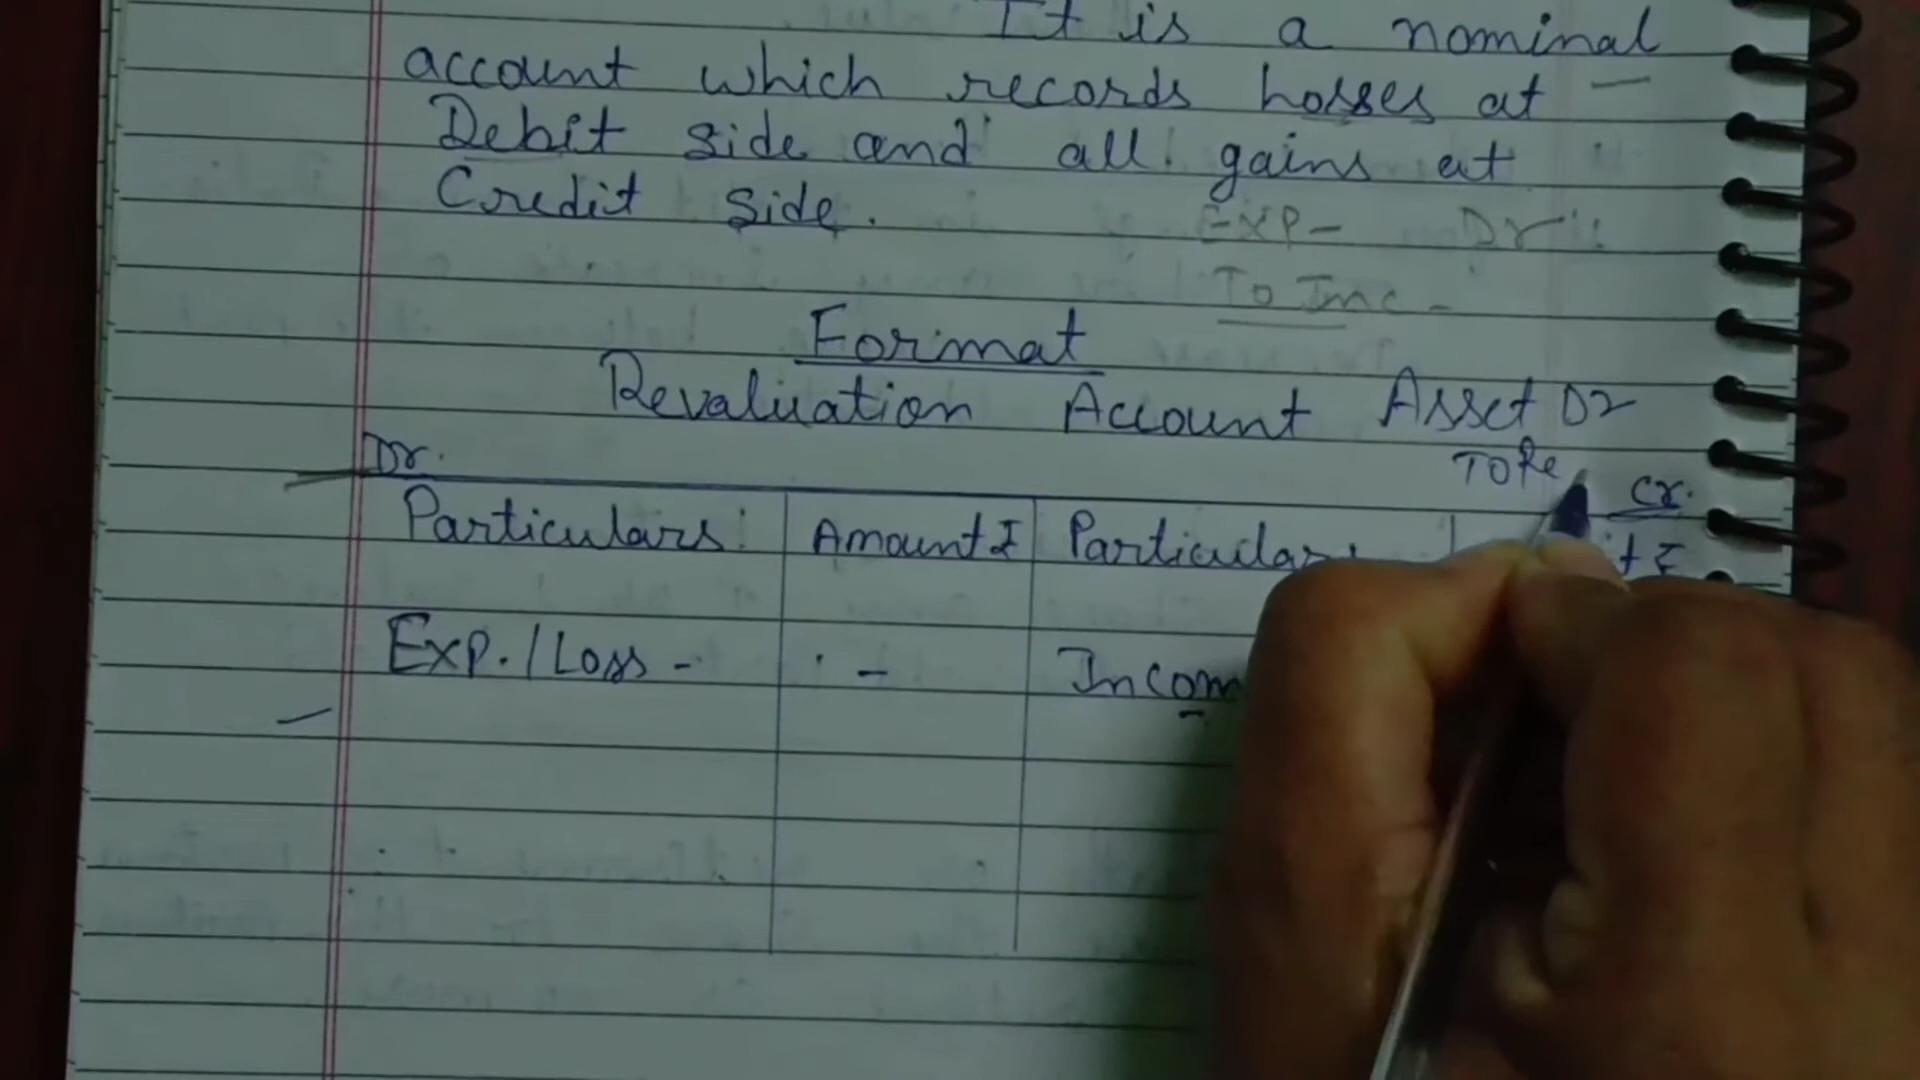 It is a nominal
account which records losses at
Debit side and all gains at
Credit side.
Exp- Dr
To Inc -
Format
Revaluation Account Asset Dr
To Re
Dr. Cr.
Particulars Amount ₹ Particulars t ₹
Exp. / Loss - - Incom